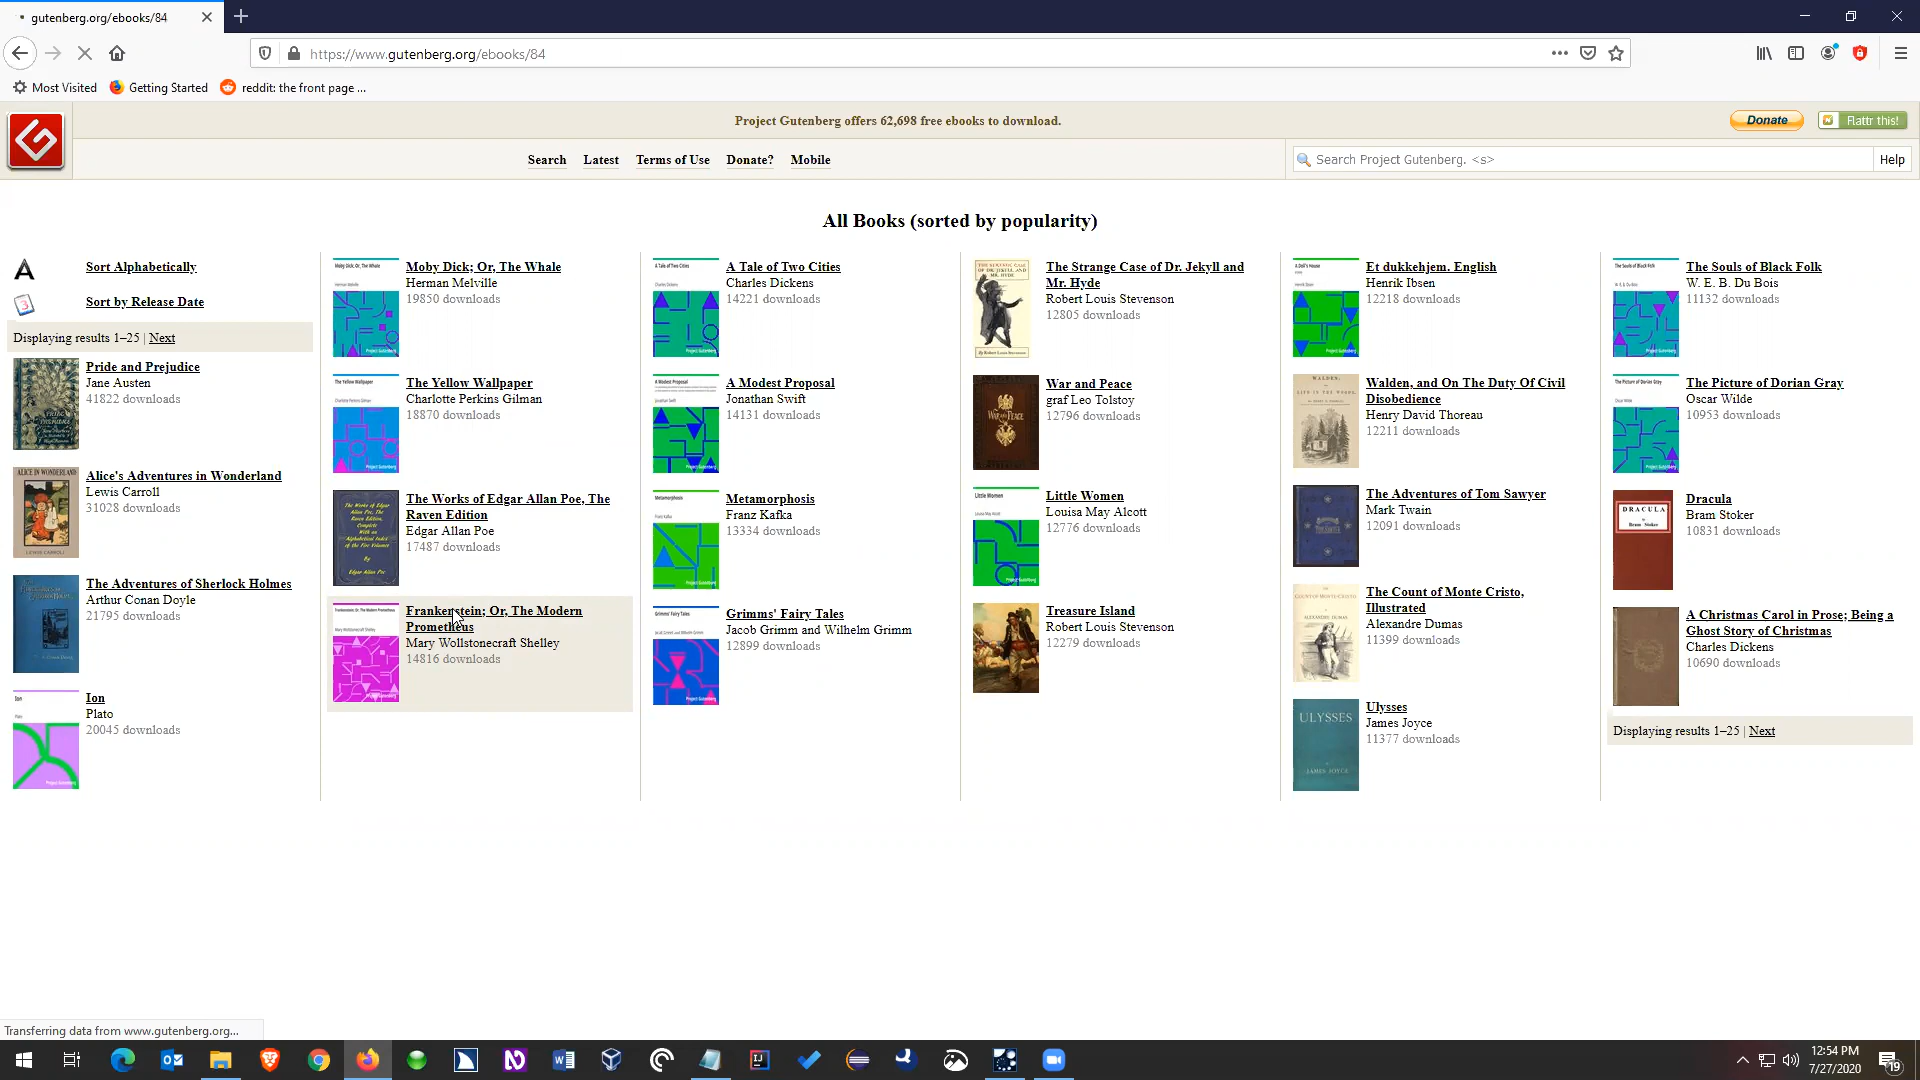 gutenberg.org/ebooks/84
https://www.gutenberg.org/ebooks/84
Most Visited
Getting Started
reddit: the front page ...
Project Gutenberg offers 62,698 free ebooks to download.
Donate
Flattr this!
Search
Latest
Terms of Use
Donate?
Mobile
Search Project Gutenberg. <s>
Help
All Books (sorted by popularity)
Sort Alphabetically
Sort by Release Date
Displaying results 1–25 | Next
Pride and Prejudice
Jane Austen
41822 downloads
Alice's Adventures in Wonderland
Lewis Carroll
31028 downloads
The Adventures of Sherlock Holmes
Arthur Conan Doyle
21795 downloads
Ion
Plato
20045 downloads
Moby Dick; Or, The Whale
Herman Melville
19850 downloads
The Yellow Wallpaper
Charlotte Perkins Gilman
18870 downloads
The Works of Edgar Allan Poe, The
Raven Edition
Edgar Allan Poe
17487 downloads
Frankenstein; Or, The Modern
Prometheus
Mary Wollstonecraft Shelley
14816 downloads
A Tale of Two Cities
Charles Dickens
14221 downloads
A Modest Proposal
Jonathan Swift
14131 downloads
Metamorphosis
Franz Kafka
13334 downloads
Grimms' Fairy Tales
Jacob Grimm and Wilhelm Grimm
12899 downloads
The Strange Case of Dr. Jekyll and
Mr. Hyde
Robert Louis Stevenson
12805 downloads
War and Peace
graf Leo Tolstoy
12796 downloads
Little Women
Louisa May Alcott
12776 downloads
Treasure Island
Robert Louis Stevenson
12279 downloads
Et dukkehjem. English
Henrik Ibsen
12218 downloads
Walden, and On The Duty Of Civil
Disobedience
Henry David Thoreau
12211 downloads
The Adventures of Tom Sawyer
Mark Twain
12091 downloads
The Count of Monte Cristo,
Illustrated
Alexandre Dumas
11399 downloads
Ulysses
James Joyce
11377 downloads
The Souls of Black Folk
W. E. B. Du Bois
11132 downloads
The Picture of Dorian Gray
Oscar Wilde
10953 downloads
Dracula
Bram Stoker
10831 downloads
A Christmas Carol in Prose; Being a
Ghost Story of Christmas
Charles Dickens
10690 downloads
Displaying results 1–25 | Next
Transferring data from www.gutenberg.org...
12:54 PM
7/27/2020
19